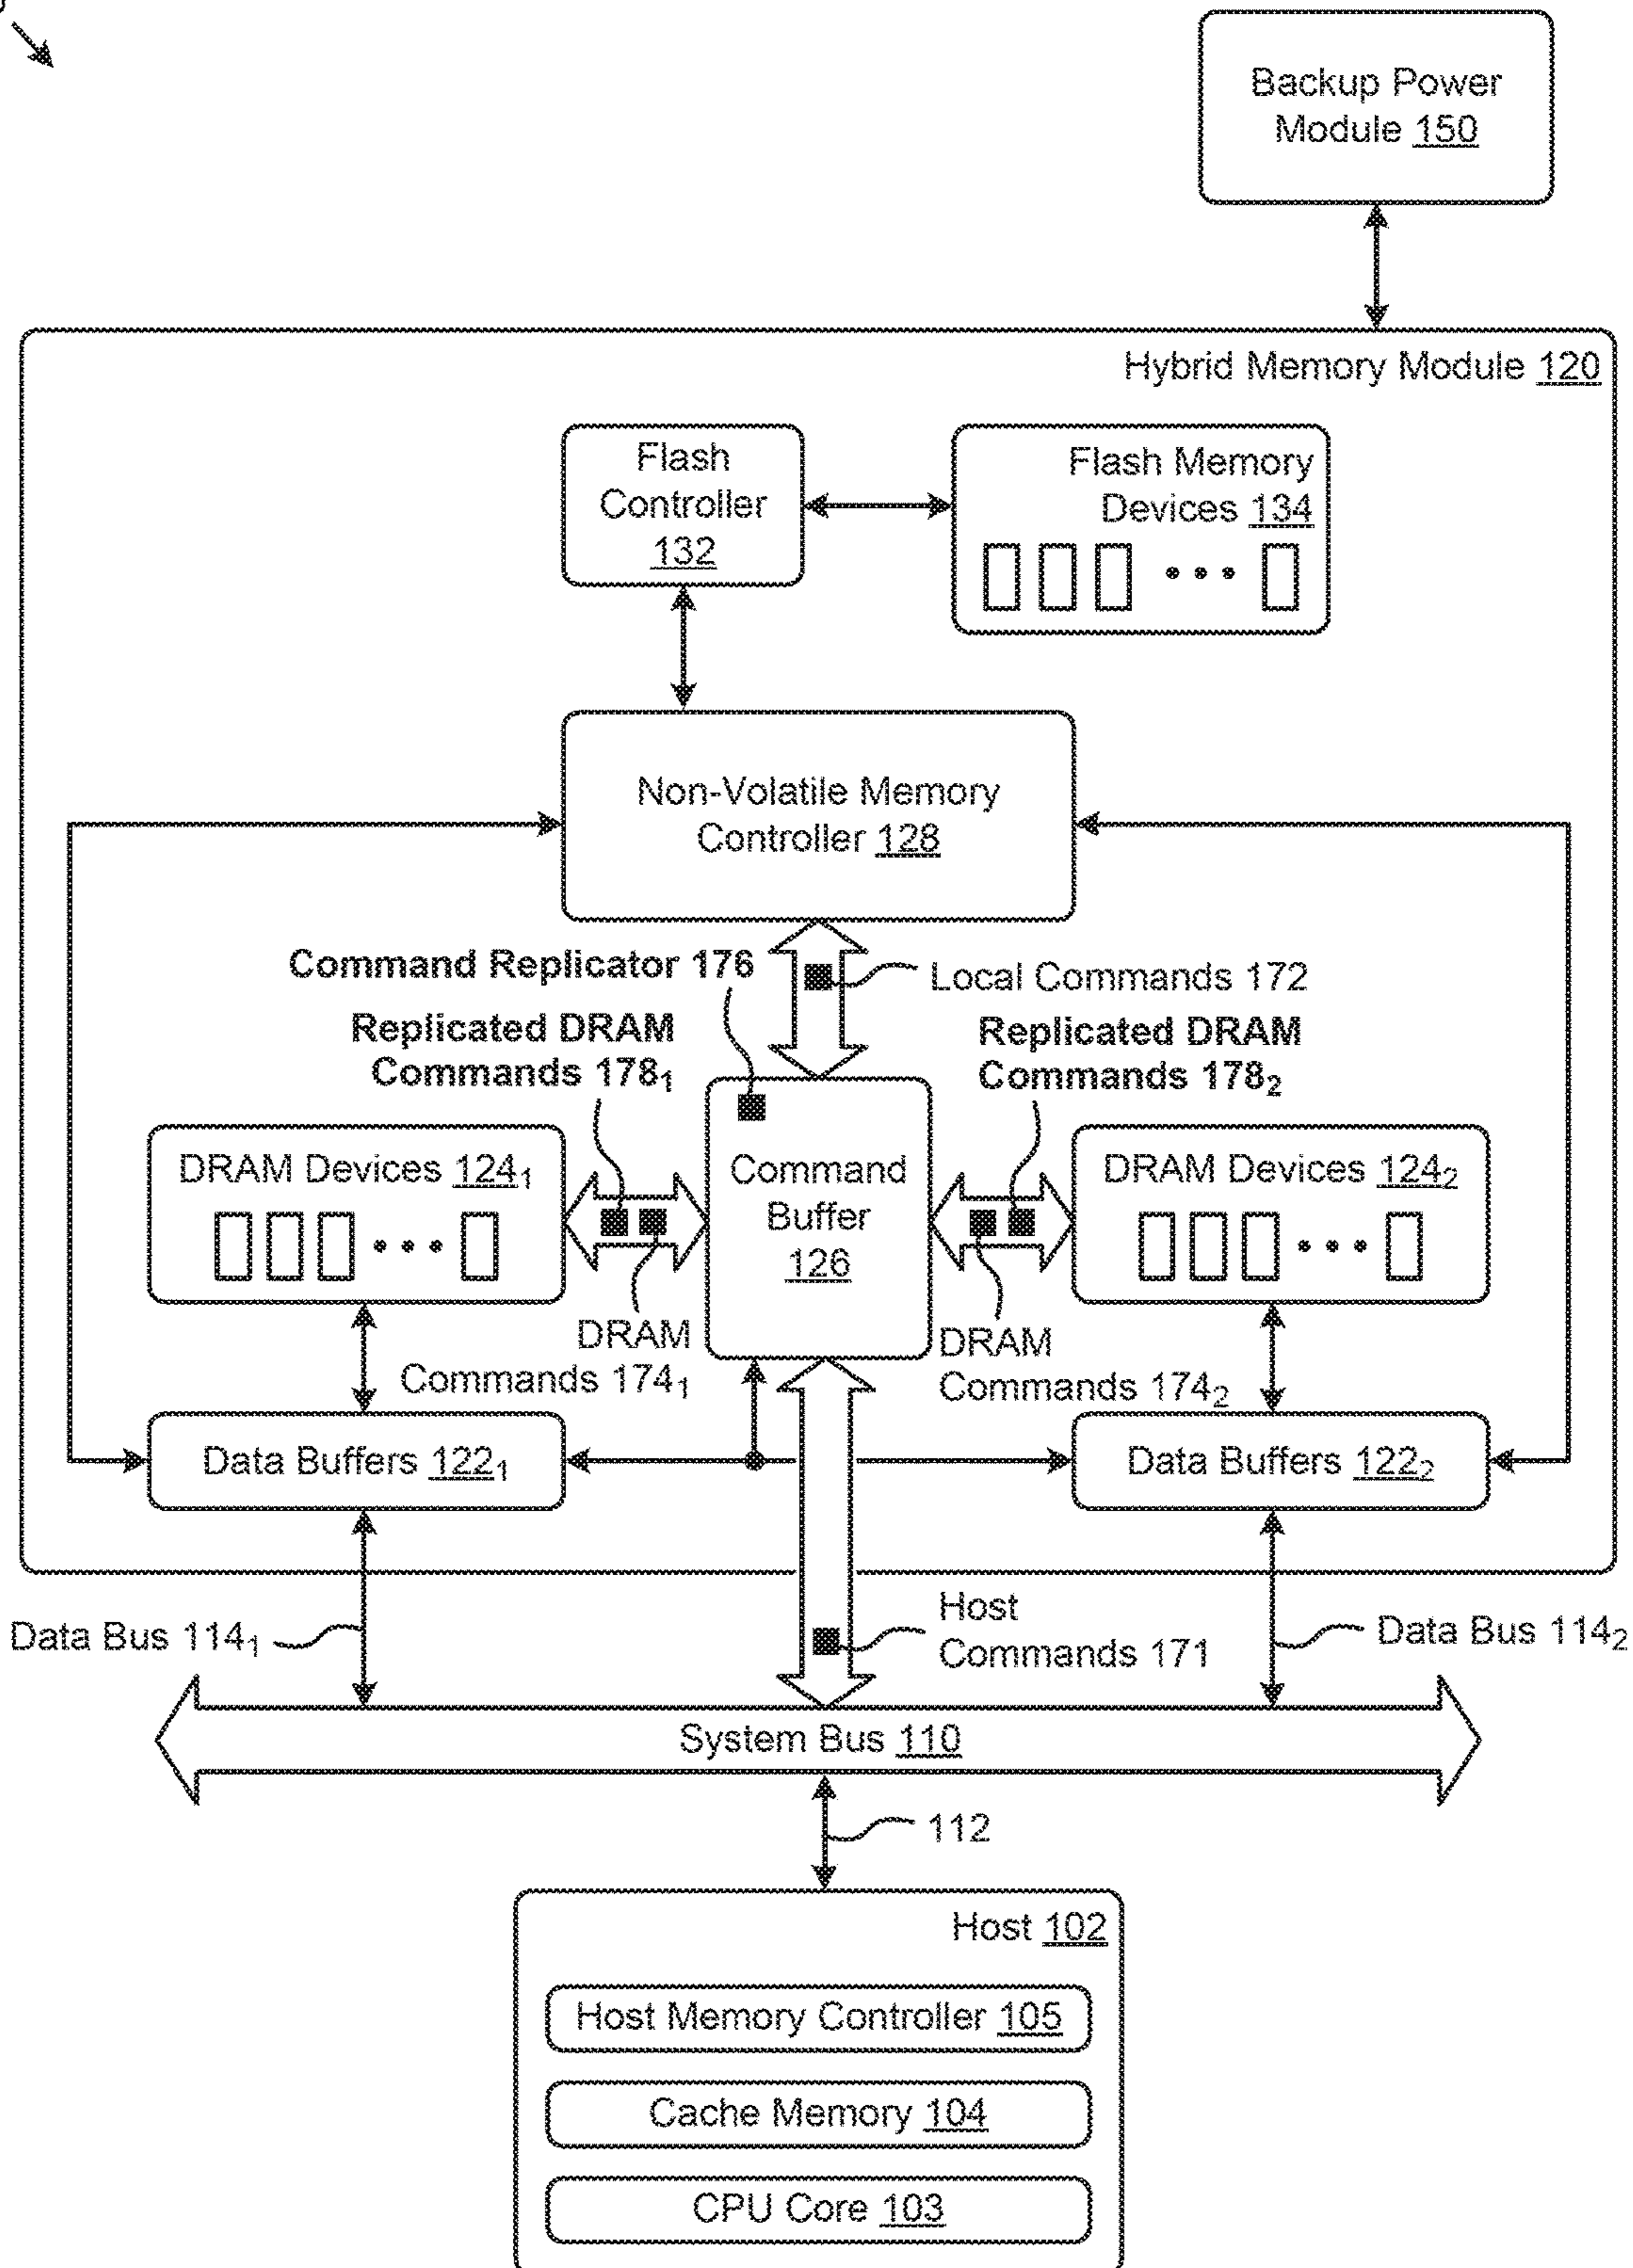 Backup Power
Module 150
Hybrid Memory Module 120
Flash
Controller
132
Flash Memory
Devices 134
Non-Volatile Memory
Controller 128
Command Replicator 176
Local Commands 172
Replicated DRAM
Commands 178₁
Replicated DRAM
Commands 178₂
DRAM Devices 124₁
Command
Buffer
126
DRAM Devices 124₂
DRAM
Commands 174₁
DRAM
Commands 174₂
Data Buffers 122₁
Data Buffers 122₂
Data Bus 114₁
Host
Commands 171
Data Bus 114₂
System Bus 110
112
Host 102
Host Memory Controller 105
Cache Memory 104
CPU Core 103